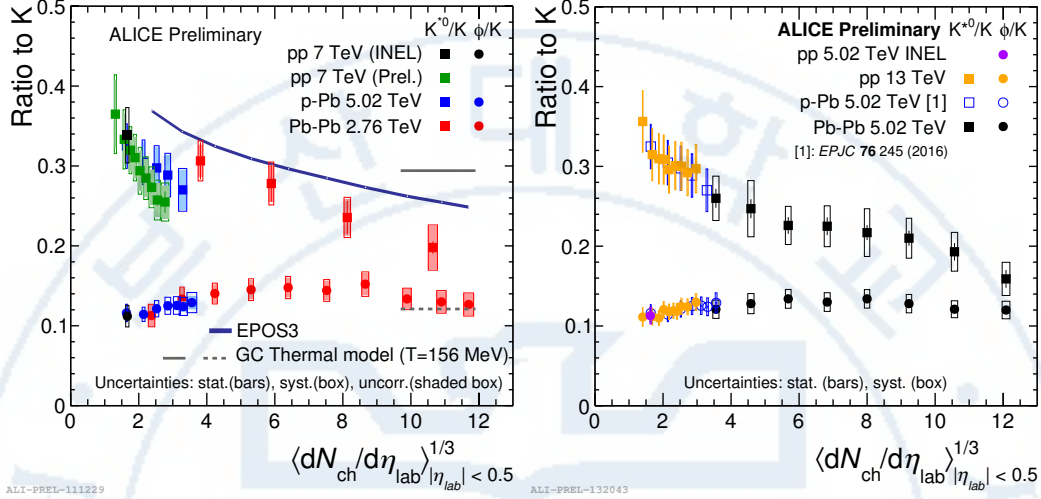 Ratio to K
0.5
0.4
0.3
0.2
0.1
0
ALICE Preliminary
K*0/K ϕ/K
pp 7 TeV (INEL)
pp 7 TeV (Prel.)
p-Pb 5.02 TeV
Pb-Pb 2.76 TeV
EPOS3
GC Thermal model (T=156 MeV)
Uncertainties: stat.(bars), syst.(box), uncorr.(shaded box)
0 2 4 6 8 10 12
⟨dNch/dηlab⟩1/3|ηlab| < 0.5
ALI-PREL-111229
Ratio to K
0.5
0.4
0.3
0.2
0.1
0
ALICE Preliminary K*0/K ϕ/K
pp 5.02 TeV INEL
pp 13 TeV
p-Pb 5.02 TeV [1]
Pb-Pb 5.02 TeV
[1]: EPJC 76 245 (2016)
Uncertainties: stat. (bars), syst. (box)
0 2 4 6 8 10 12
⟨dNch/dηlab⟩1/3|ηlab| < 0.5
ALI-PREL-132043